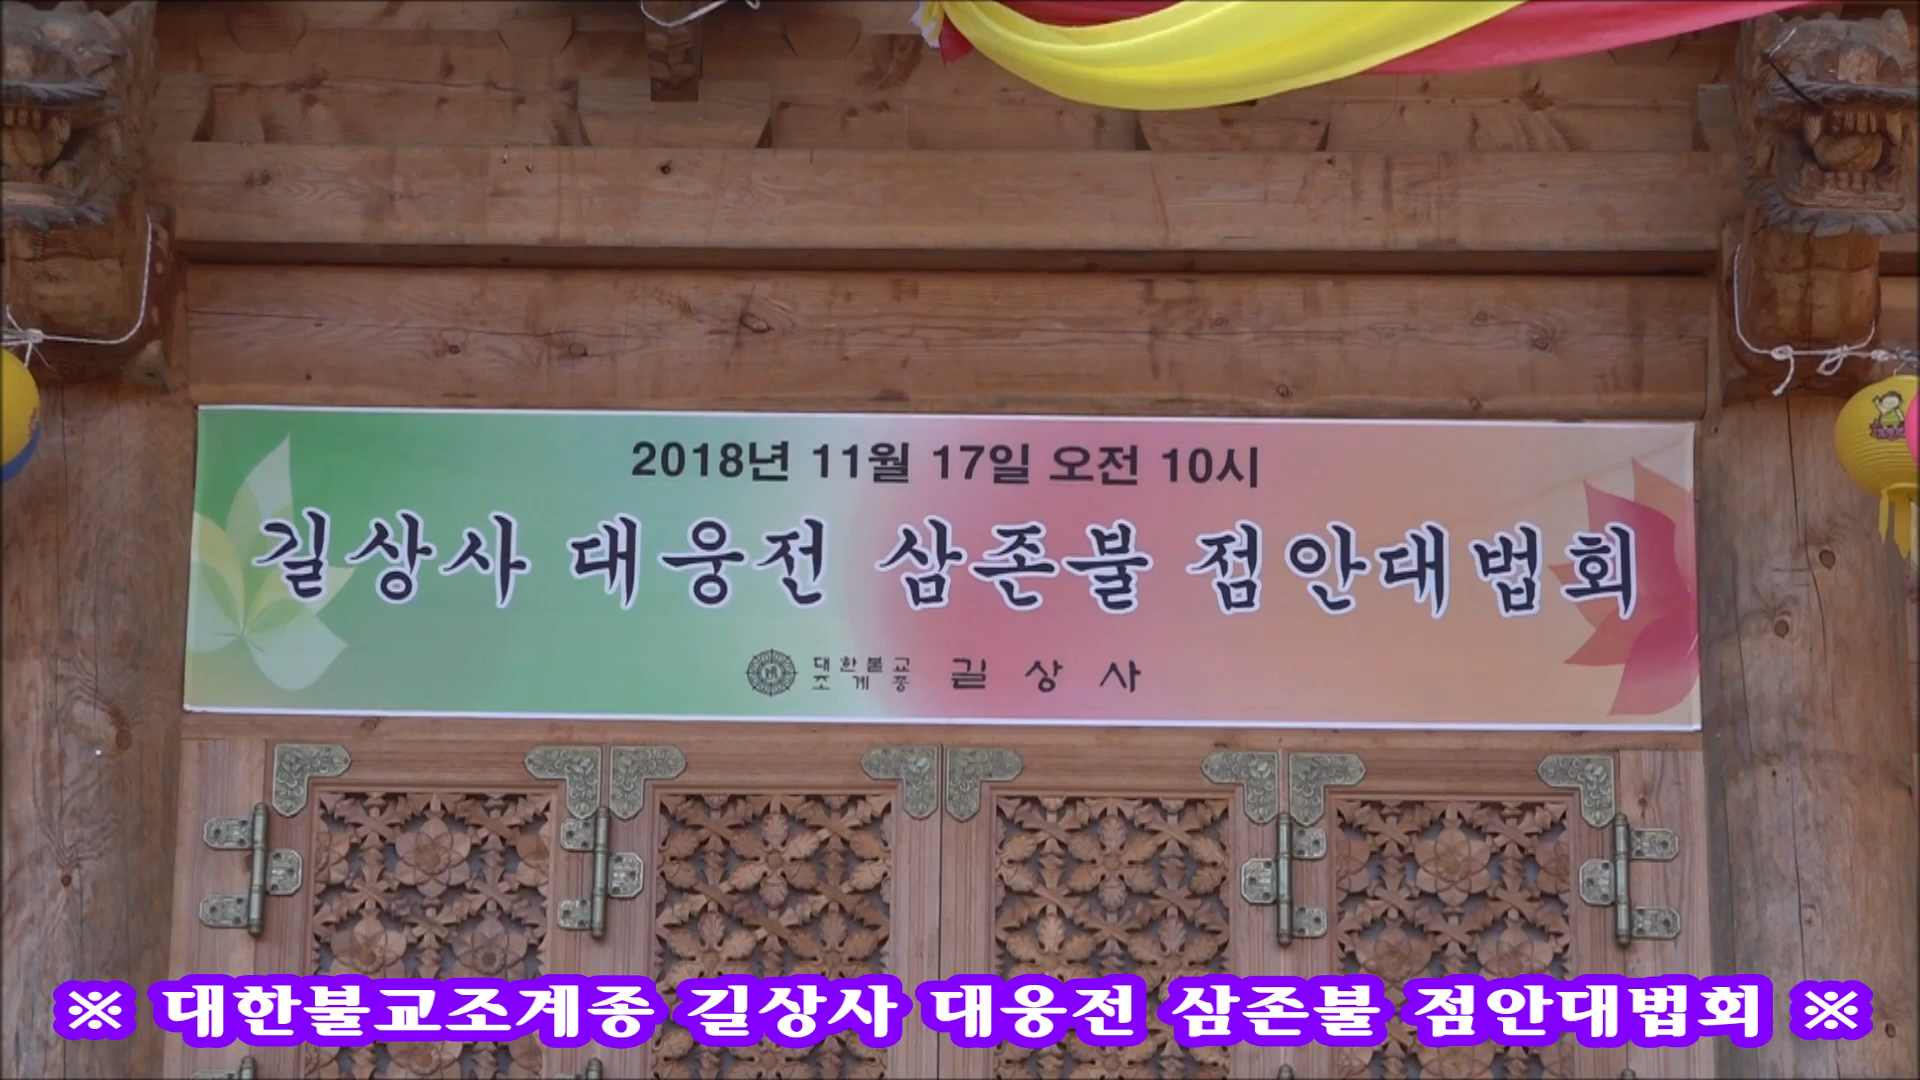 2018년 11월 17일 오전 10시
길상사 대웅전 삼존불 점안대법회
대한불교
조계종
길상사
※ 대한불교조계종 길상사 대웅전 삼존불 점안대법회 ※